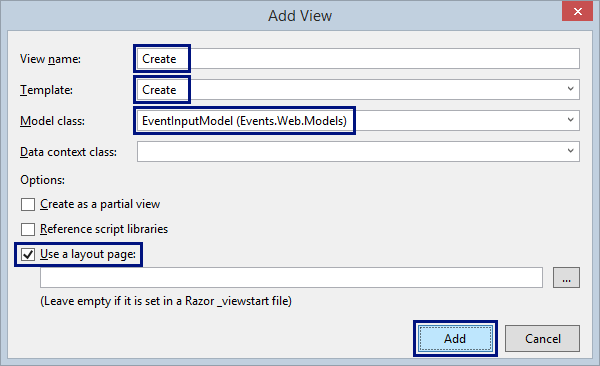 Add View
View name: Create
Template: Create
Model class: EventInputModel (Events.Web.Models)
Data context class:
Options:
Create as a partial view
Reference script libraries
Use a layout page:
...
(Leave empty if it is set in a Razor _viewstart file)
Add Cancel